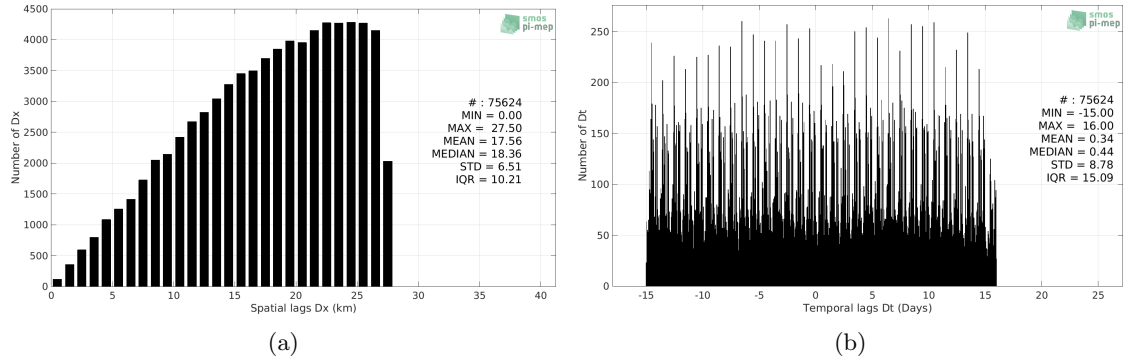 smos
pi-mep
4500
4000
3500
3000
2500
2000
1500
1000
500
0
Number of Dx
# : 75624
MIN = 0.00
MAX = 27.50
MEAN = 17.56
MEDIAN = 18.36
STD = 6.51
IQR = 10.21
0 5 10 15 20 25 30 35 40
Spatial lags Dx (km)
(a)
smos
pi-mep
250
200
150
100
50
0
Number of Dt
# : 75624
MIN = -15.00
MAX = 16.00
MEAN = 0.34
MEDIAN = 0.44
STD = 8.78
IQR = 15.09
-15 -10 -5 0 5 10 15 20 25
Temporal lags Dt (Days)
(b)